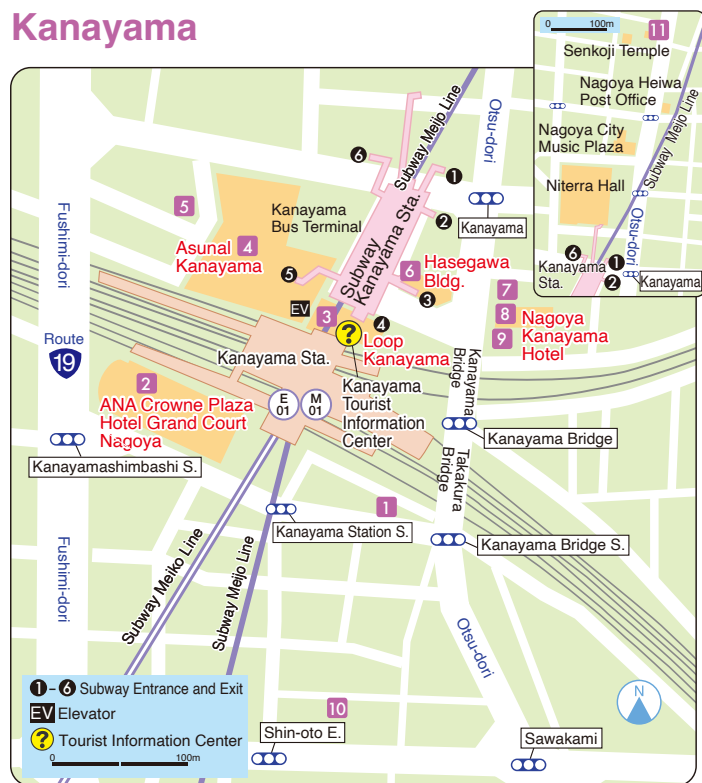 Kanayama
0 100m
11
Senkoji Temple
Nagoya Heiwa
Post Office
Nagoya City
Music Plaza
Niterra Hall
Subway Meijo Line
Otsu-dori
6
Kanayama
Sta.
1
2
Kanayama
Fushimi-dori
Subway Meijo Line
Otsu-dori
6
1
2
Kanayama
5
Kanayama
Bus Terminal
4
Asunal
Kanayama
Subway
Kanayama Sta.
5
6
Hasegawa
Bldg.
3
EV
3
4
?
Loop
Kanayama
7
8
9
Nagoya
Kanayama
Hotel
Route
19
Kanayama Sta.
Kanayama
Tourist
Information
Center
Kanayama
Bridge
2
ANA Crowne Plaza
Hotel Grand Court
Nagoya
E
01
M
01
Kanayama Bridge
Kanayamashimbashi S.
Takakura
Bridge
1
Kanayama Station S.
Kanayama Bridge S.
Fushimi-dori
Subway Meiko Line
Subway Meijo Line
Otsu-dori
1 - 6 Subway Entrance and Exit
EV Elevator
? Tourist Information Center
0 100m
10
Shin-oto E.
Sawakami
N